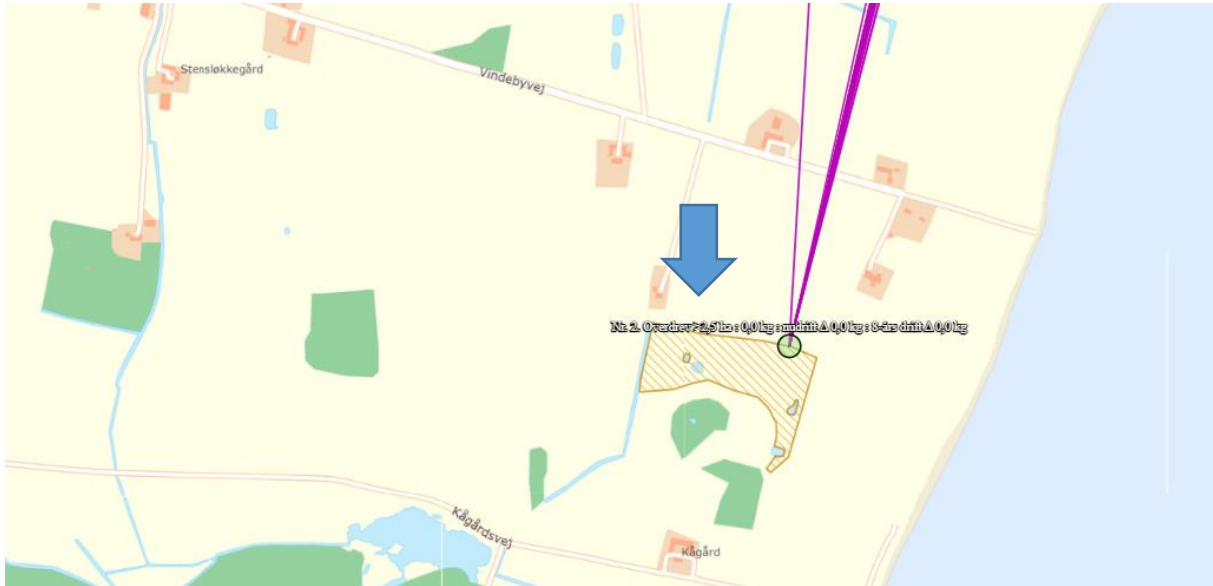 Stensløkkegård
Vindebyvej
Nr. 2. Overdrev>2,5 ha : 0,0 kg : nudrift Δ 0,0 kg : 8-års drift Δ 0,0 kg
Kågårdsvej
Kågård